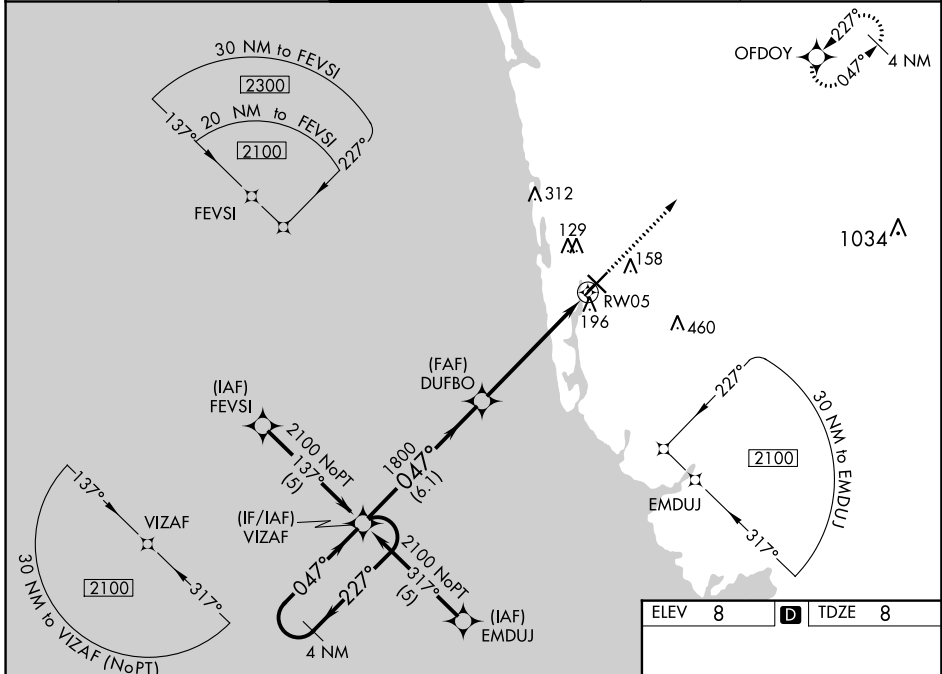 30 NM to FEVSI
2300
20 NM to FEVSI
2100
137°
227°
FEVSI
OFDOY
227°
047°
4 NM
312
129
158
1034
RW05
196
460
(FAF)
DUFBO
(IAF)
FEVSI
2100 NoPT
137°
(5)
1800
047°
(6.1)
(IF/IAF)
VIZAF
047°
227°
4 NM
2100 NoPT
317°
(5)
(IAF)
EMDUJ
137°
VIZAF
2100
317°
30 NM to VIZAF (NoPT)
227°
30 NM to EMDUJ
2100
EMDUJ
317°
ELEV 8 D TDZE 8